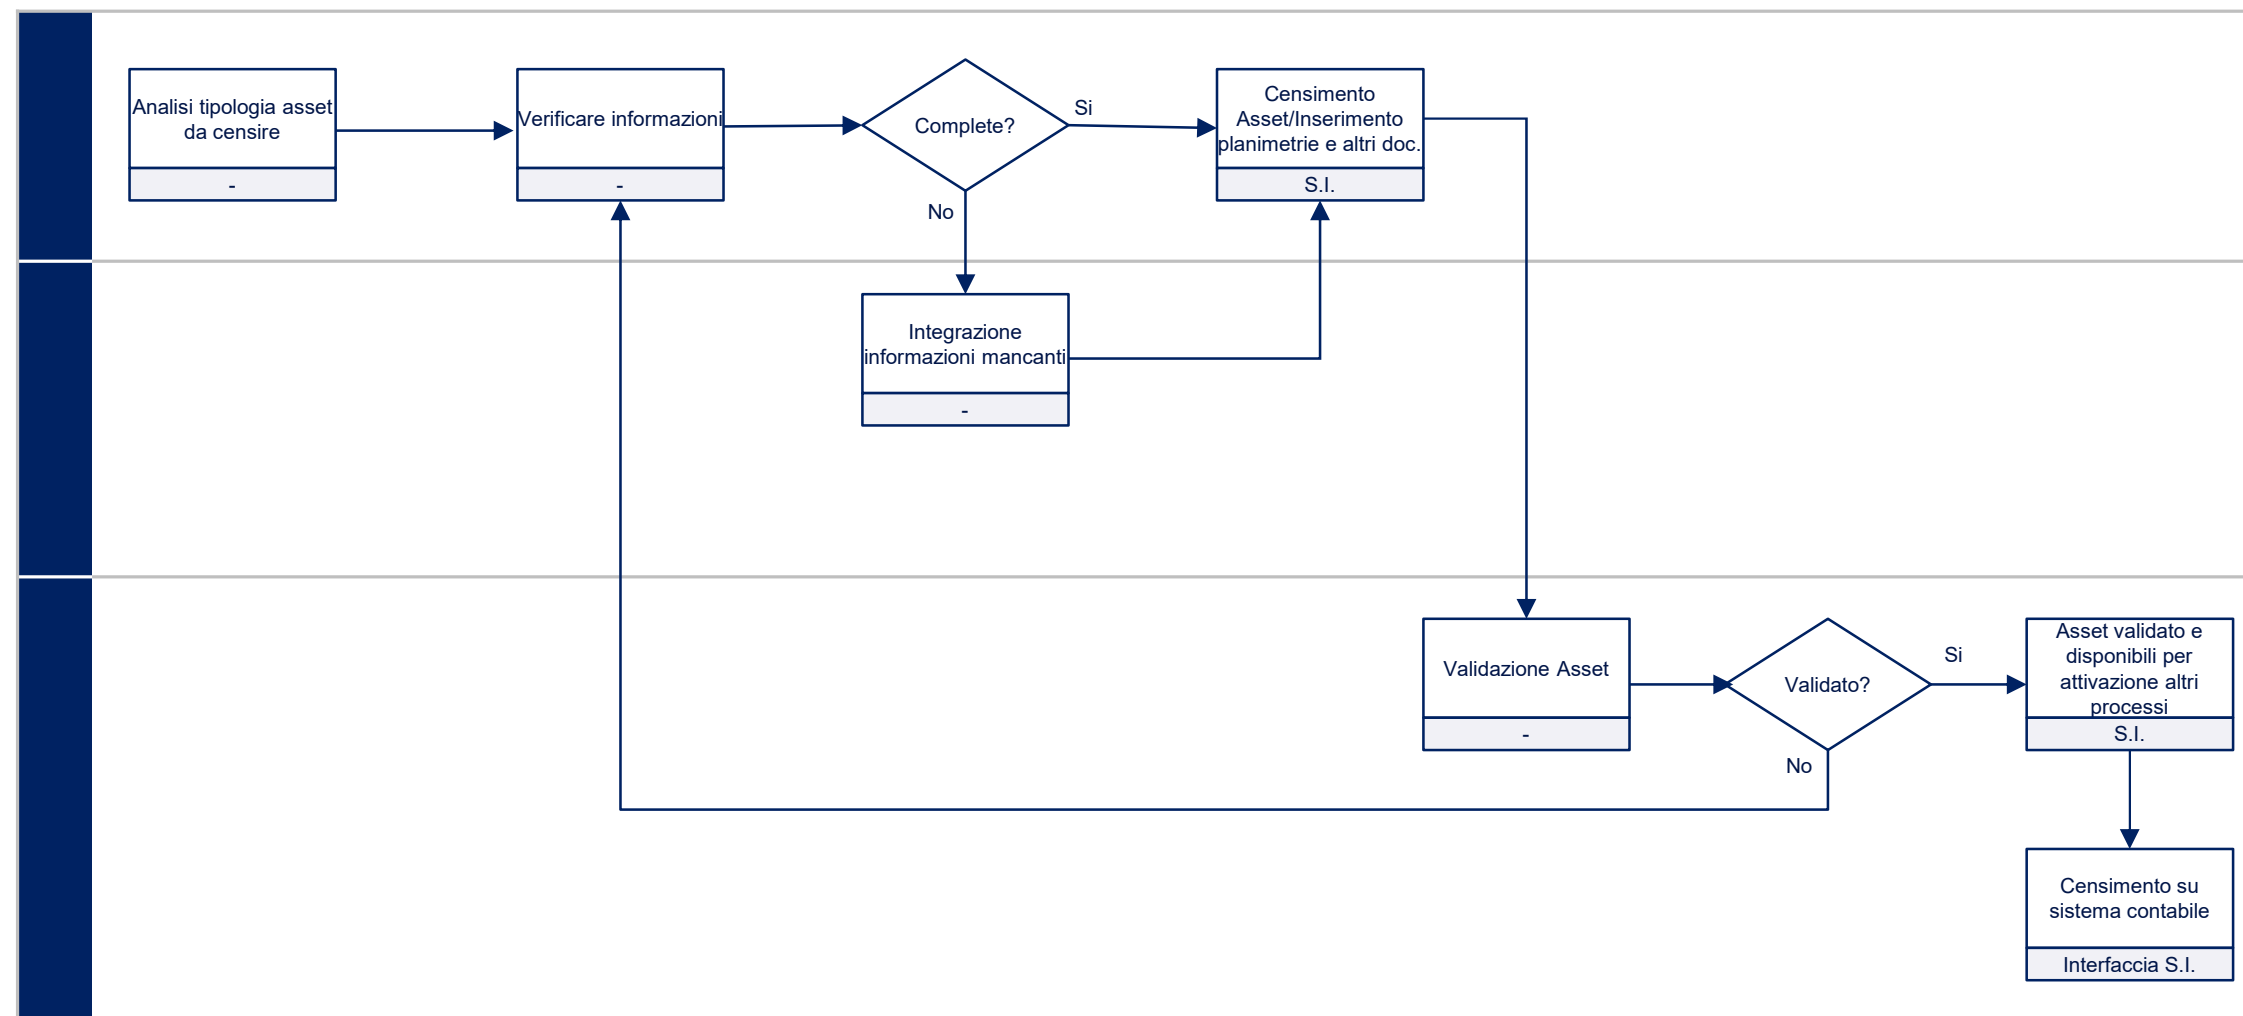 Analisi tipologia asset
da censire
-
Verificare informazioni
-
Complete?
Si
No
Censimento
Asset/Inserimento
planimetrie e altri doc.
S.I.
Integrazione
informazioni mancanti
-
Validazione Asset
-
Validato?
Si
No
Asset validato e
disponibili per
attivazione altri
processi
S.I.
Censimento su
sistema contabile
Interfaccia S.I.